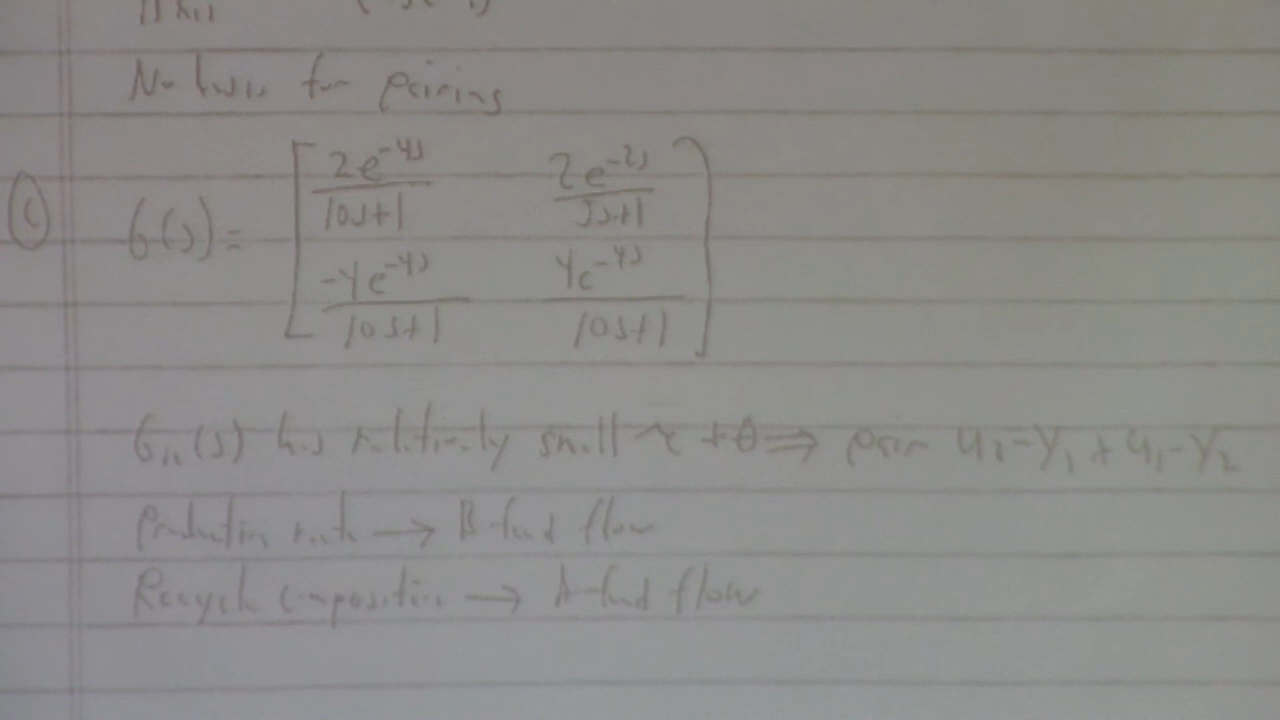 No basis for pairing
(c) G(s) = [ 2e^{-4s}/(10s+1)   2e^{-2s}/(5s+1)
-4e^{-4s}/(10s+1)   4e^{-4s}/(10s+1) ]
has relatively small τ + θ ⇒ pair u2-y1 + u1-y2
Production rate → B-feed flow
Recycle composition → A-feed flow